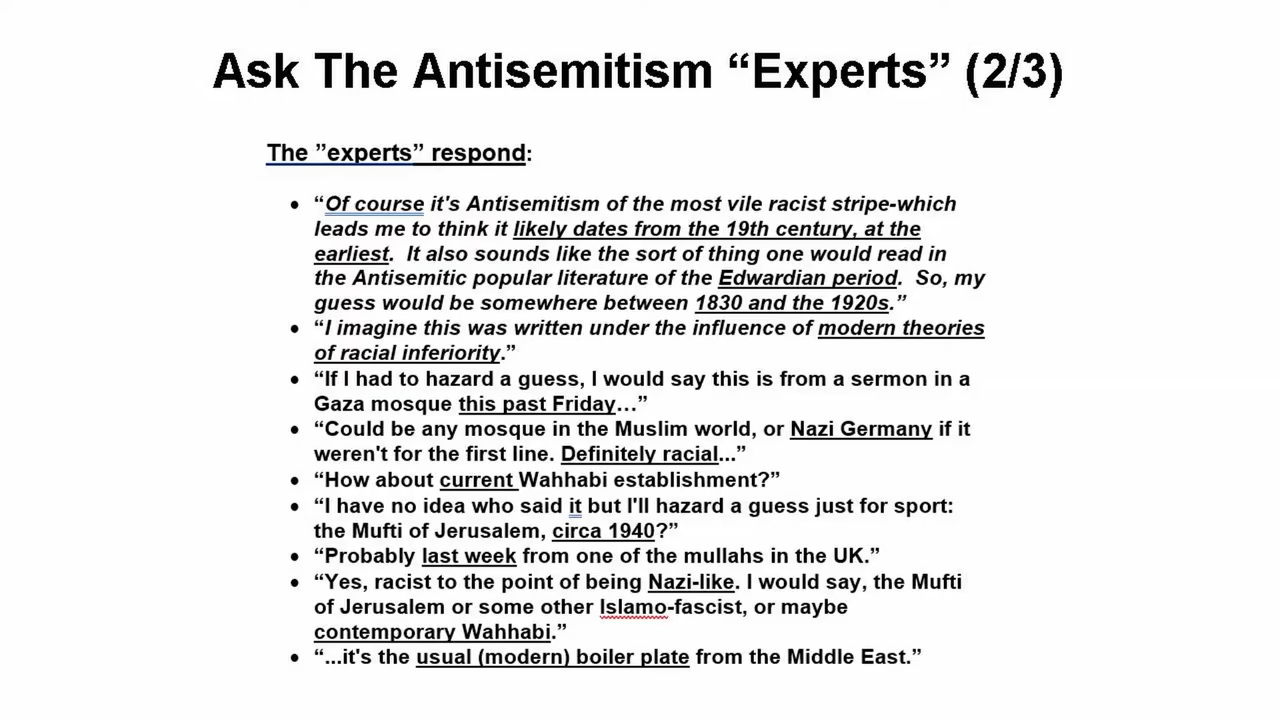 Ask The Antisemitism “Experts” (2/3)
The ”experts” respond:
• “Of course it's Antisemitism of the most vile racist stripe-which
leads me to think it likely dates from the 19th century, at the
earliest.  It also sounds like the sort of thing one would read in
the Antisemitic popular literature of the Edwardian period.  So, my
guess would be somewhere between 1830 and the 1920s.”
• “I imagine this was written under the influence of modern theories
of racial inferiority.”
• “If I had to hazard a guess, I would say this is from a sermon in a
Gaza mosque this past Friday…”
• “Could be any mosque in the Muslim world, or Nazi Germany if it
weren't for the first line. Definitely racial...”
• “How about current Wahhabi establishment?”
• “I have no idea who said it but I'll hazard a guess just for sport:
the Mufti of Jerusalem, circa 1940?”
• “Probably last week from one of the mullahs in the UK.”
• “Yes, racist to the point of being Nazi-like. I would say, the Mufti
of Jerusalem or some other Islamo-fascist, or maybe
contemporary Wahhabi.”
• “...it's the usual (modern) boiler plate from the Middle East.”